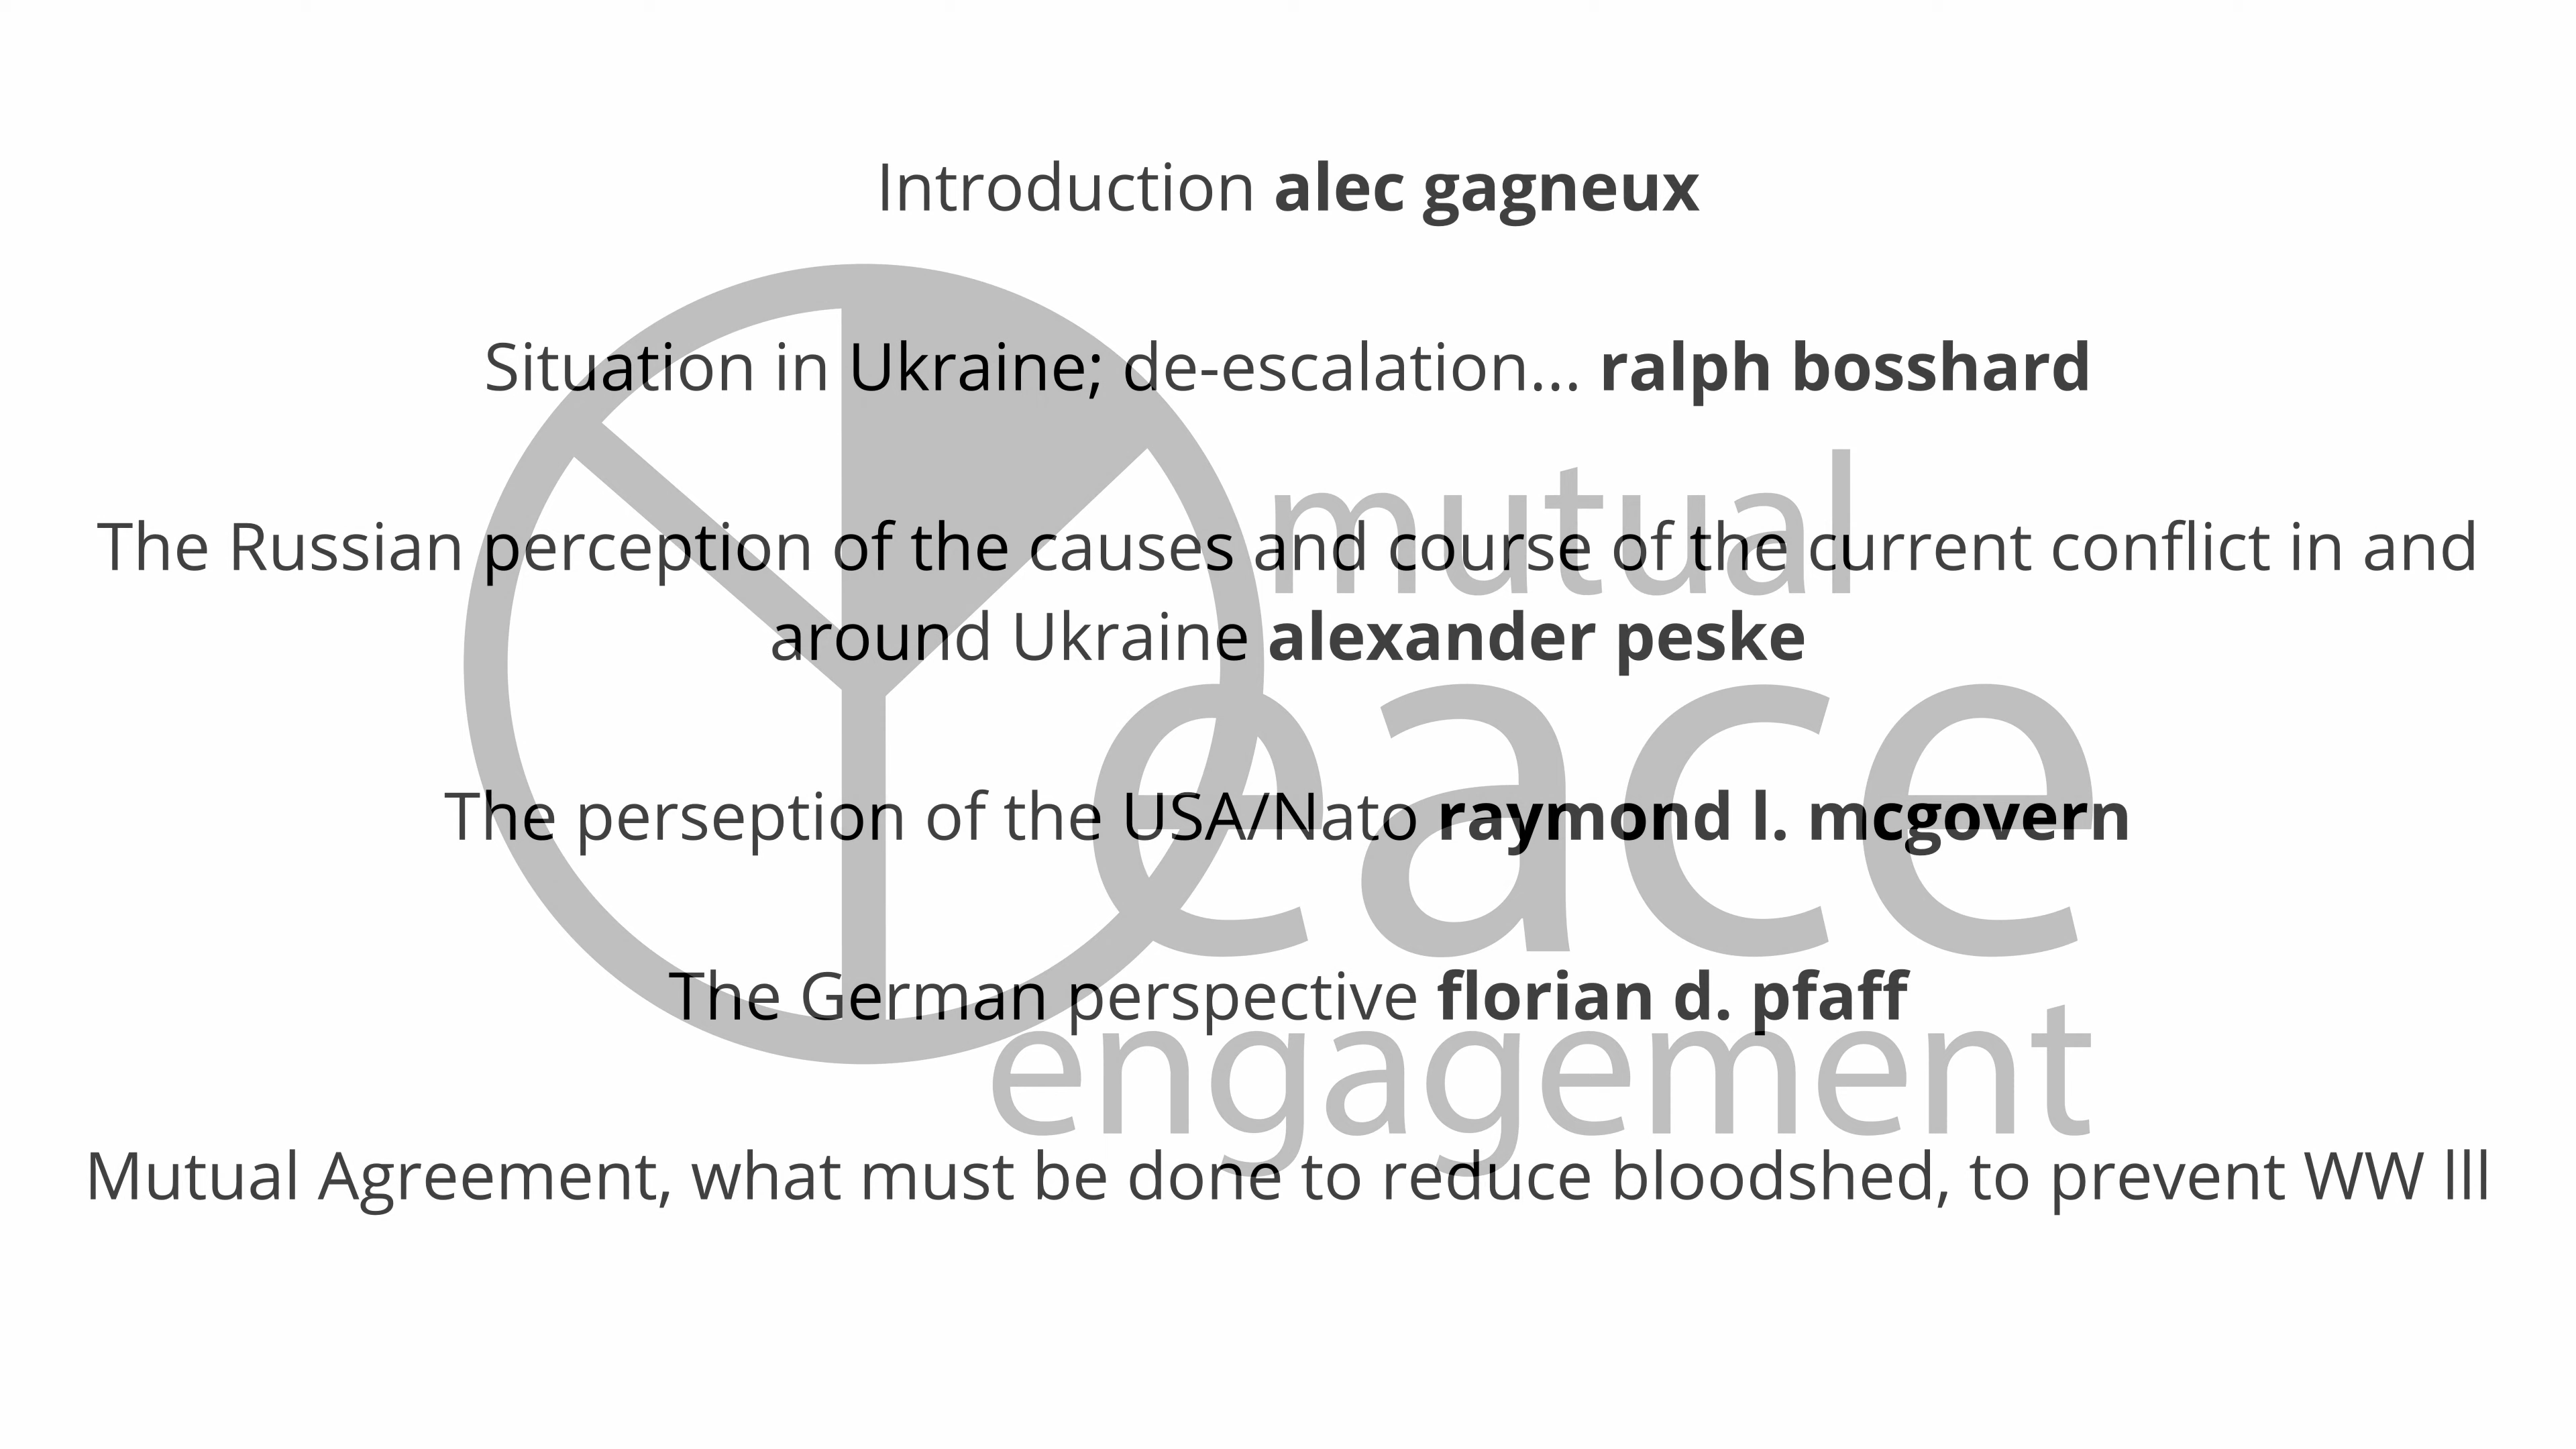 Introduction alec gagneux
Situation in Ukraine; de-escalation... ralph bosshard
mutual
The Russian perception of the causes and course of the current conflict in and
around Ukraine alexander peske
eace
The perseption of the USA/Nato raymond l. mcgovern
The German perspective florian d. pfaff
engagement
Mutual Agreement, what must be done to reduce bloodshed, to prevent WW lll